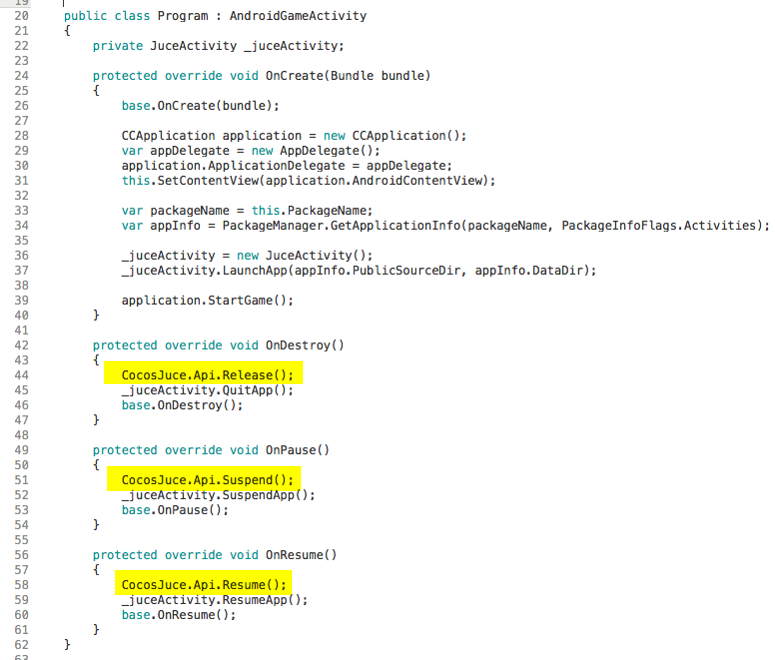 19
20 public class Program : AndroidGameActivity
21 {
22 private JuceActivity _juceActivity;
23
24 protected override void OnCreate(Bundle bundle)
25 {
26 base.OnCreate(bundle);
27
28 CCApplication application = new CCApplication();
29 var appDelegate = new AppDelegate();
30 application.ApplicationDelegate = appDelegate;
31 this.SetContentView(application.AndroidContentView);
32
33 var packageName = this.PackageName;
34 var appInfo = PackageManager.GetApplicationInfo(packageName, PackageInfoFlags.Activities);
35
36 _juceActivity = new JuceActivity();
37 _juceActivity.LaunchApp(appInfo.PublicSourceDir, appInfo.DataDir);
38
39 application.StartGame();
40 }
41
42 protected override void OnDestroy()
43 {
44 CocosJuce.Api.Release();
45 _juceActivity.QuitApp();
46 base.OnDestroy();
47 }
48
49 protected override void OnPause()
50 {
51 CocosJuce.Api.Suspend();
52 _juceActivity.SuspendApp();
53 base.OnPause();
54 }
55
56 protected override void OnResume()
57 {
58 CocosJuce.Api.Resume();
59 _juceActivity.ResumeApp();
60 base.OnResume();
61 }
62 }
63